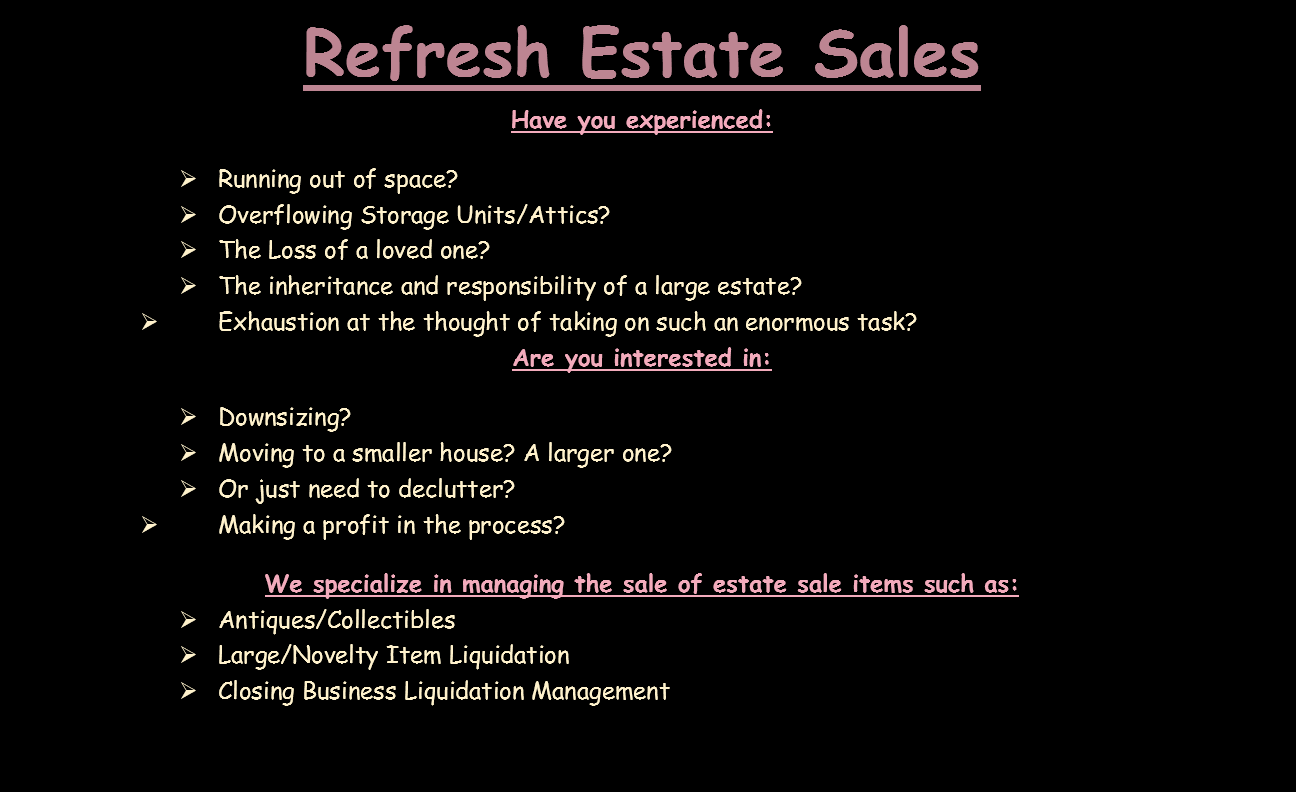 Refresh Estate Sales
Have you experienced:
➢ Running out of space?
➢ Overflowing Storage Units/Attics?
➢ The Loss of a loved one?
➢ The inheritance and responsibility of a large estate?
➢ Exhaustion at the thought of taking on such an enormous task?
Are you interested in:
➢ Downsizing?
➢ Moving to a smaller house? A larger one?
➢ Or just need to declutter?
➢ Making a profit in the process?
We specialize in managing the sale of estate sale items such as:
➢ Antiques/Collectibles
➢ Large/Novelty Item Liquidation
➢ Closing Business Liquidation Management